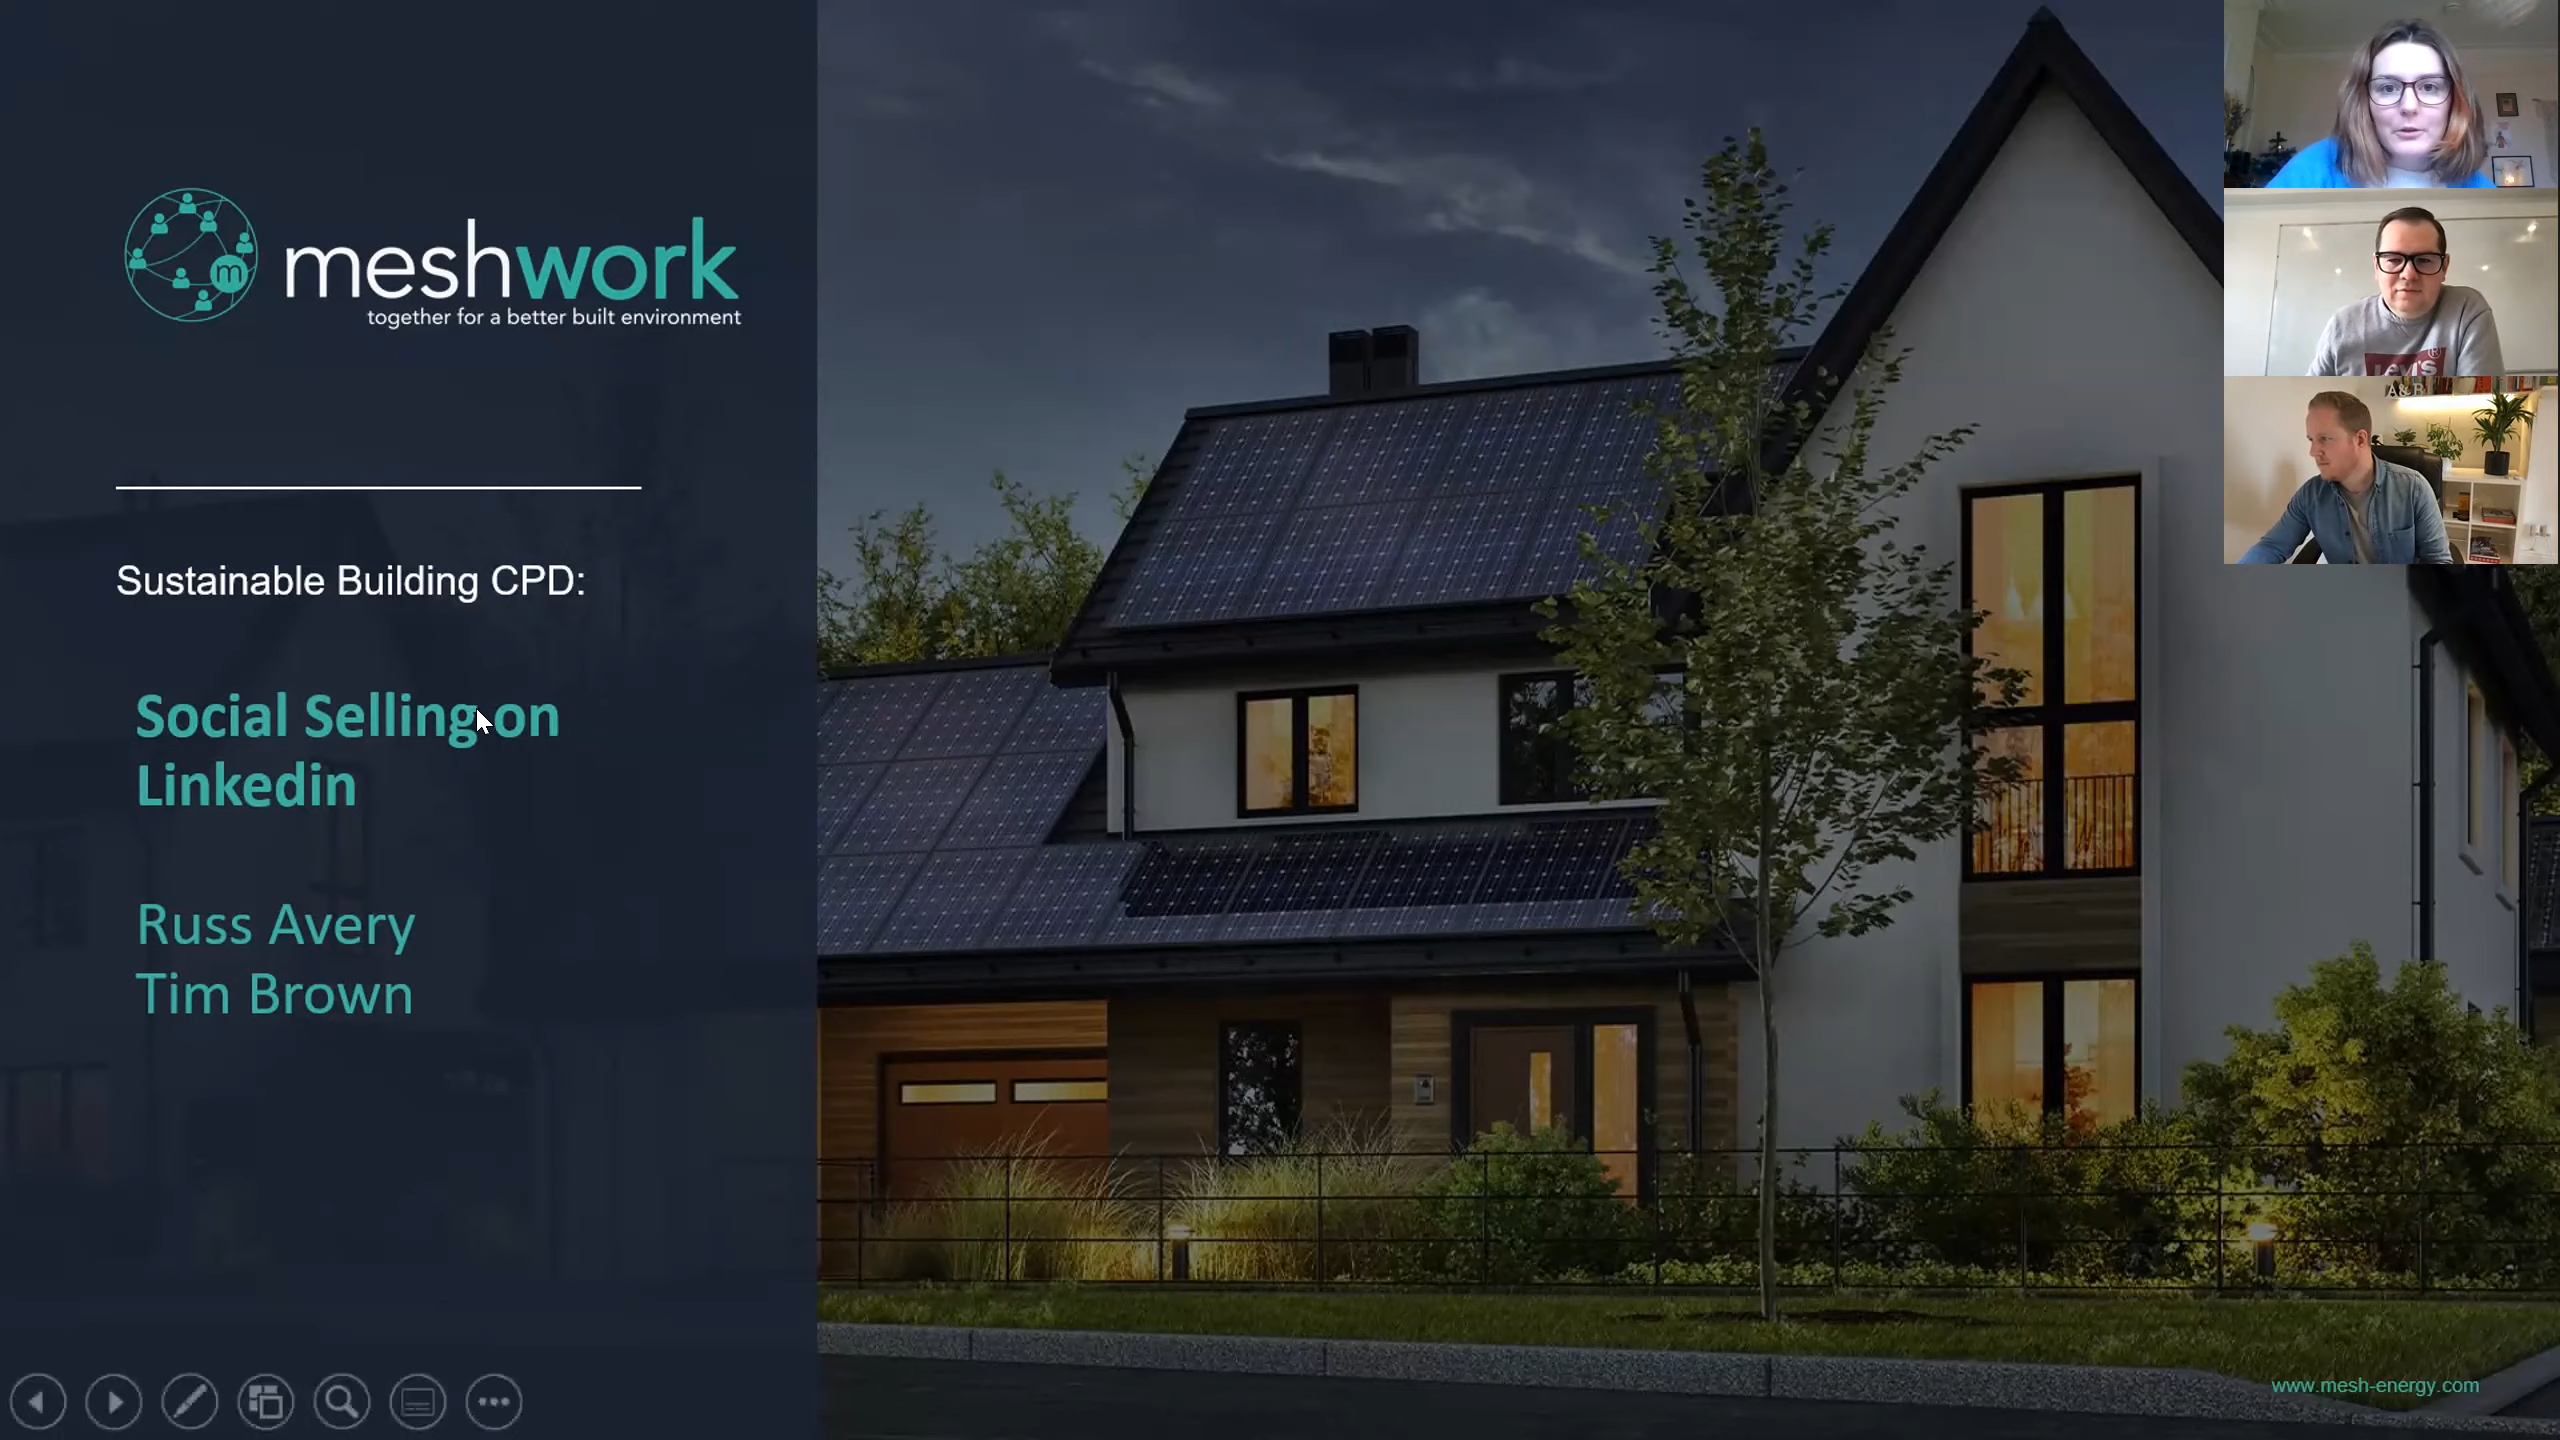 meshwork
together for a better built environment
Sustainable Building CPD:
Social Selling on
Linkedin
Russ Avery
Tim Brown
www.mesh-energy.com
m
Levi's
®
A&B